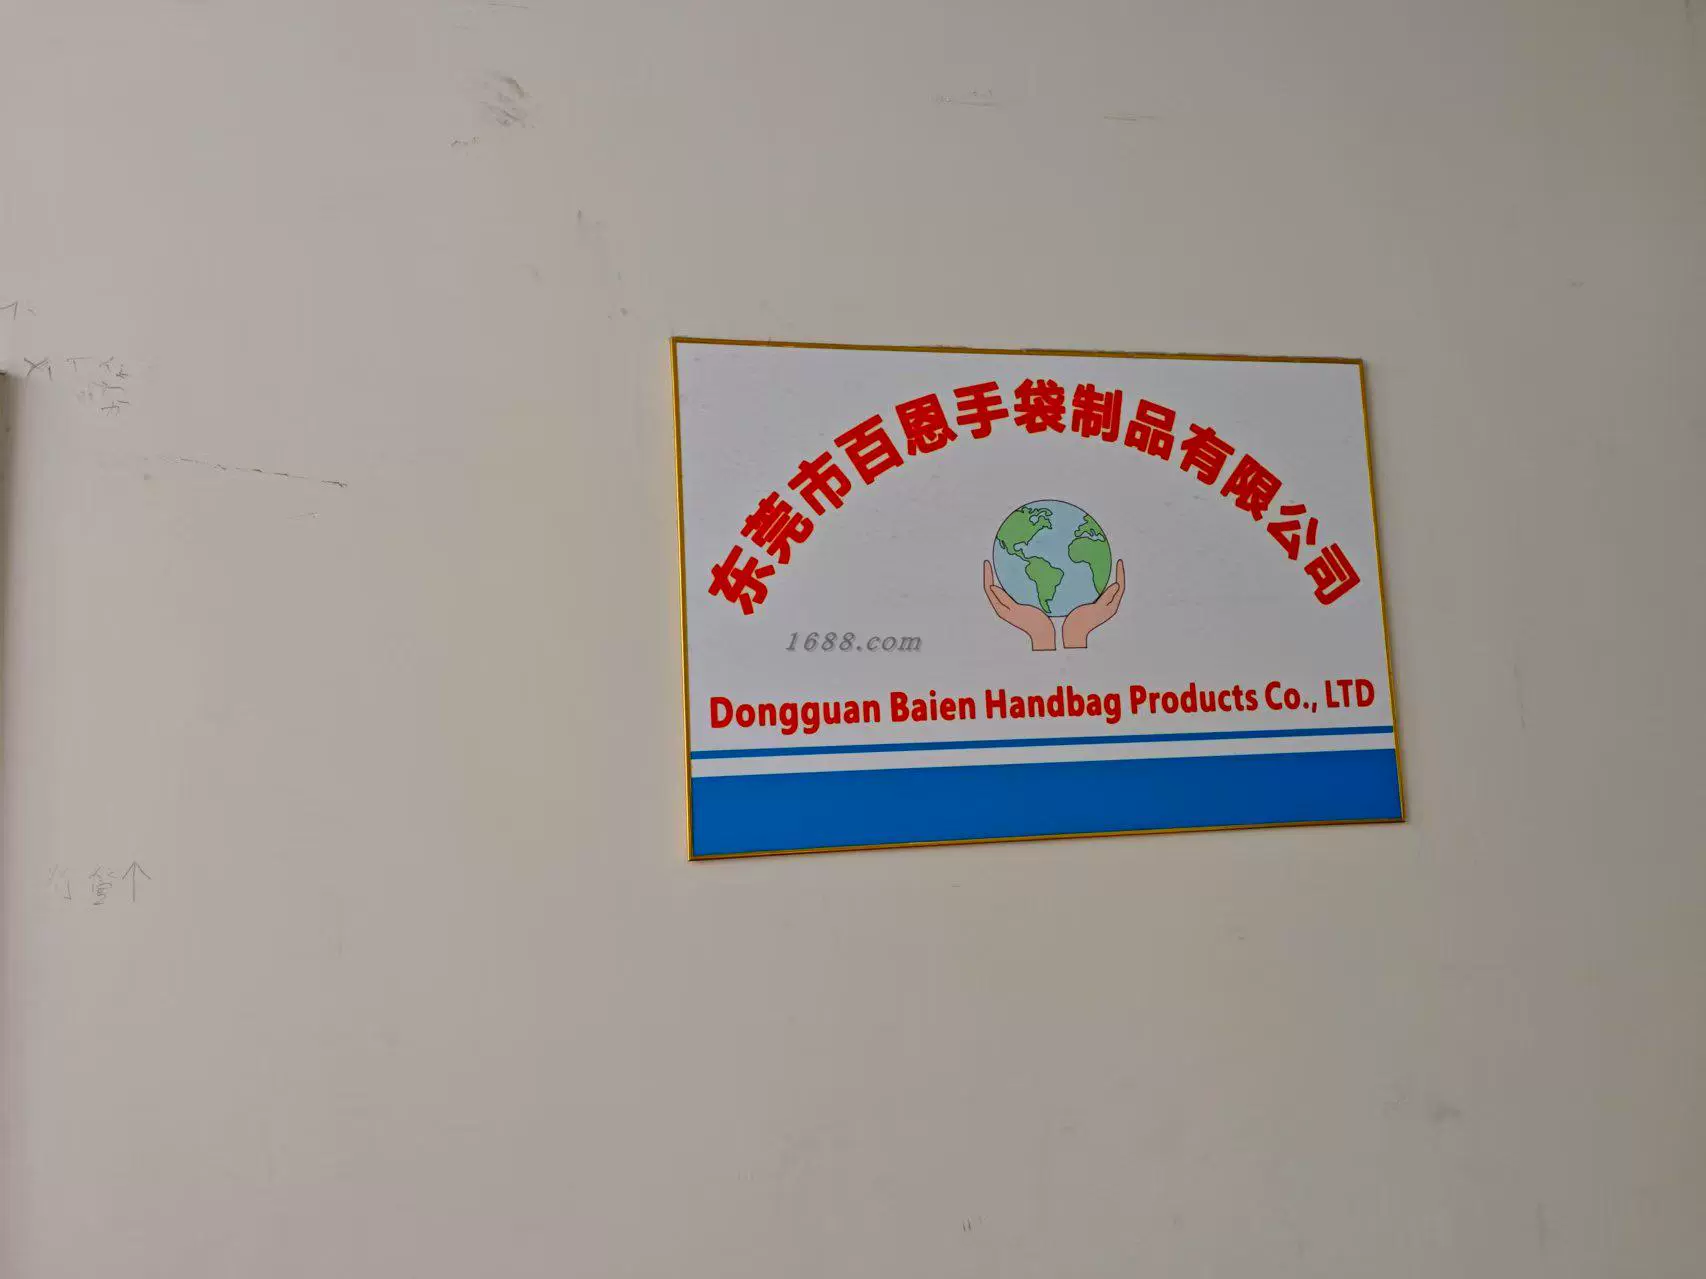 东莞市百恩手袋制品有限公司
1688.com
Dongguan Baien Handbag Products Co., LTD